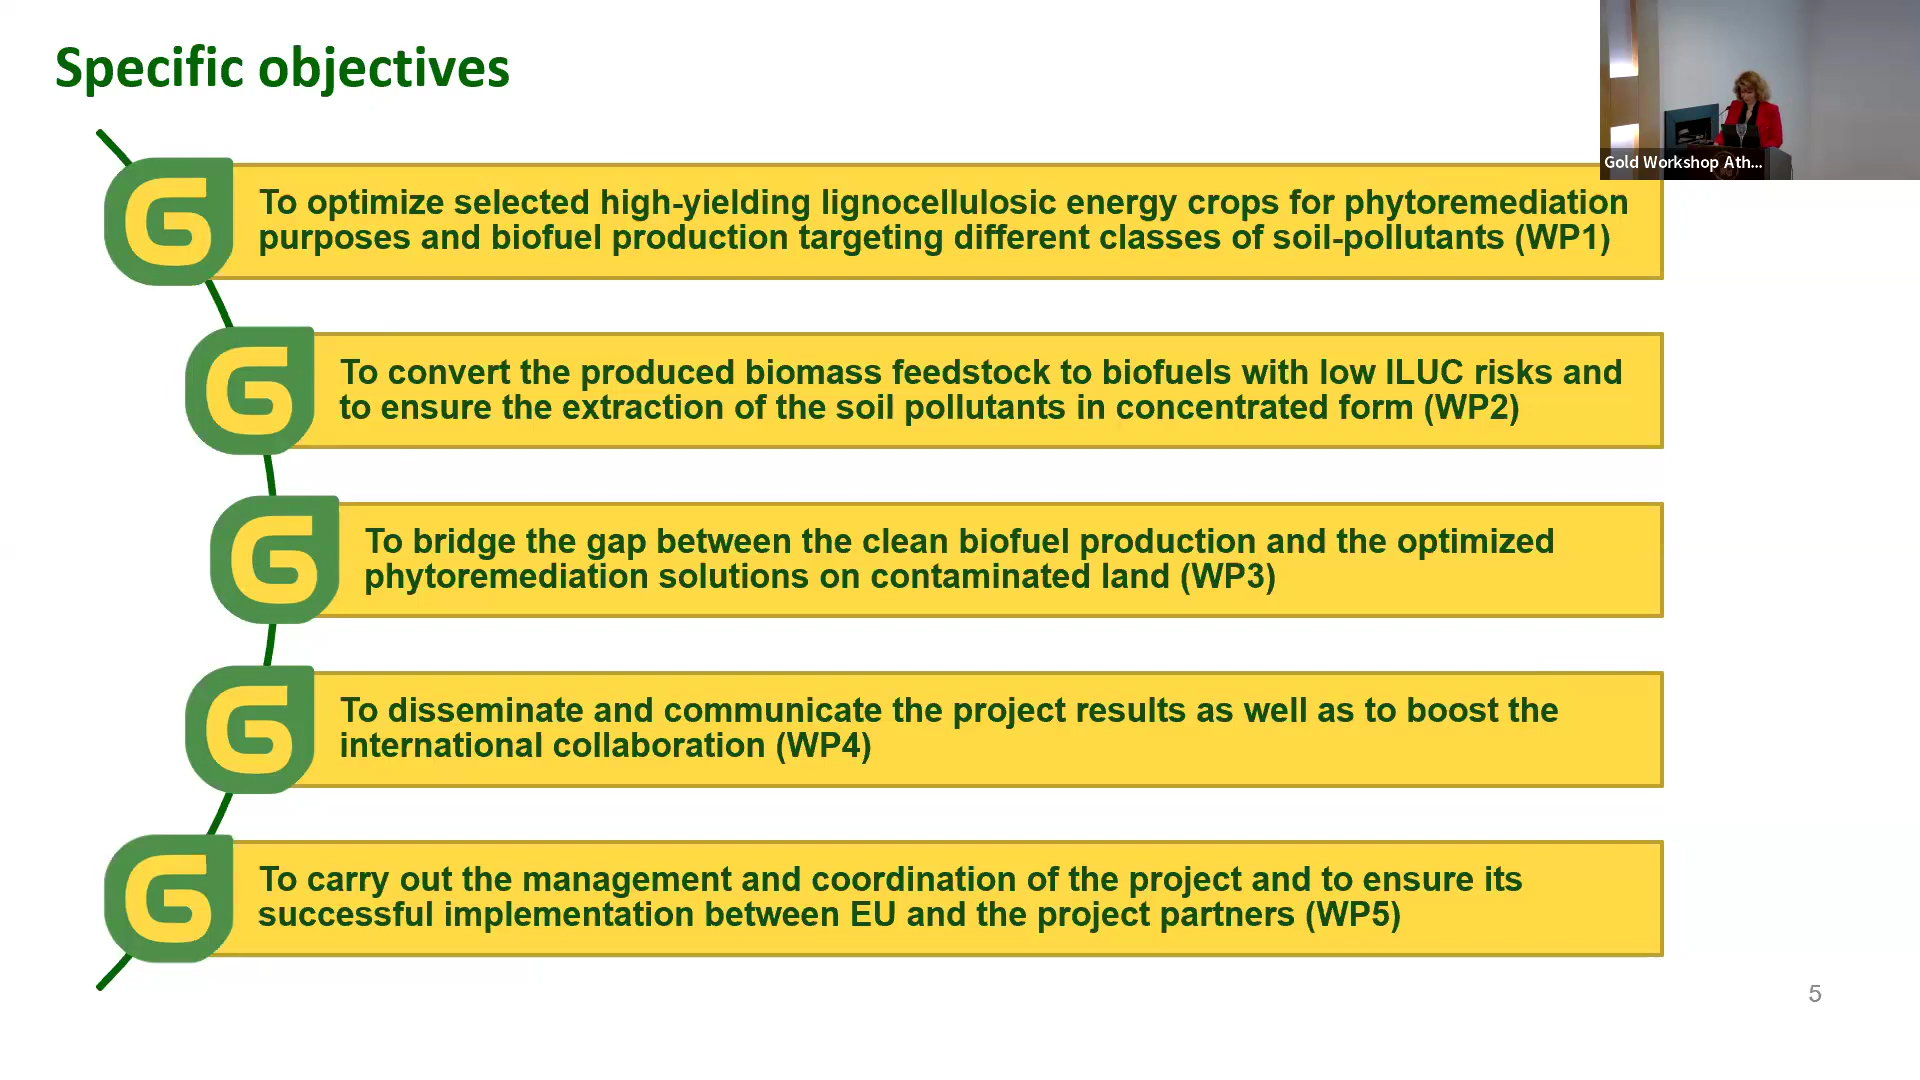 Specific objectives
Gold Workshop Ath...
To optimize selected high-yielding lignocellulosic energy crops for phytoremediation
purposes and biofuel production targeting different classes of soil-pollutants (WP1)
To convert the produced biomass feedstock to biofuels with low ILUC risks and
to ensure the extraction of the soil pollutants in concentrated form (WP2)
To bridge the gap between the clean biofuel production and the optimized
phytoremediation solutions on contaminated land (WP3)
To disseminate and communicate the project results as well as to boost the
international collaboration (WP4)
To carry out the management and coordination of the project and to ensure its
successful implementation between EU and the project partners (WP5)
5